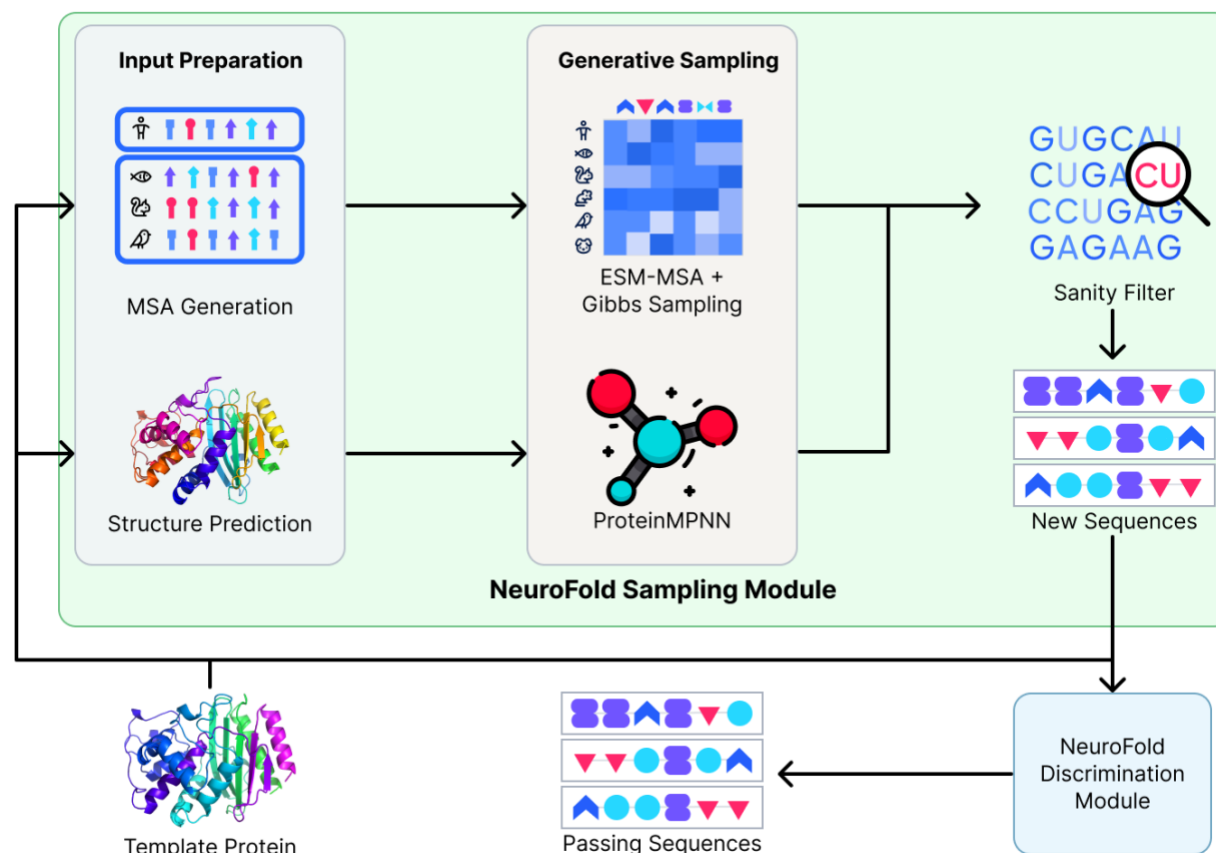 Input Preparation
Generative Sampling
MSA Generation
ESM-MSA +
Gibbs Sampling
GUGCAU
CUGACU
CCUGAG
GAGAAG
Sanity Filter
Structure Prediction
ProteinMPNN
New Sequences
NeuroFold Sampling Module
NeuroFold
Discrimination
Module
Template Protein
Passing Sequences